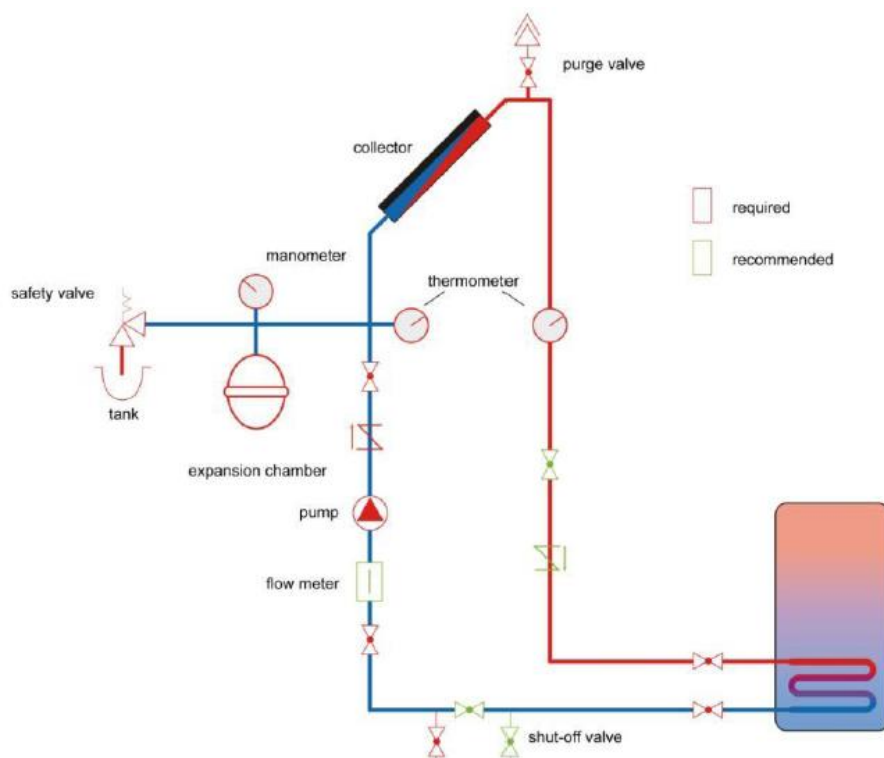 purge valve
collector
required
manometer
recommended
thermometer
safety valve
tank
expansion chamber
pump
flow meter
shut-off valve